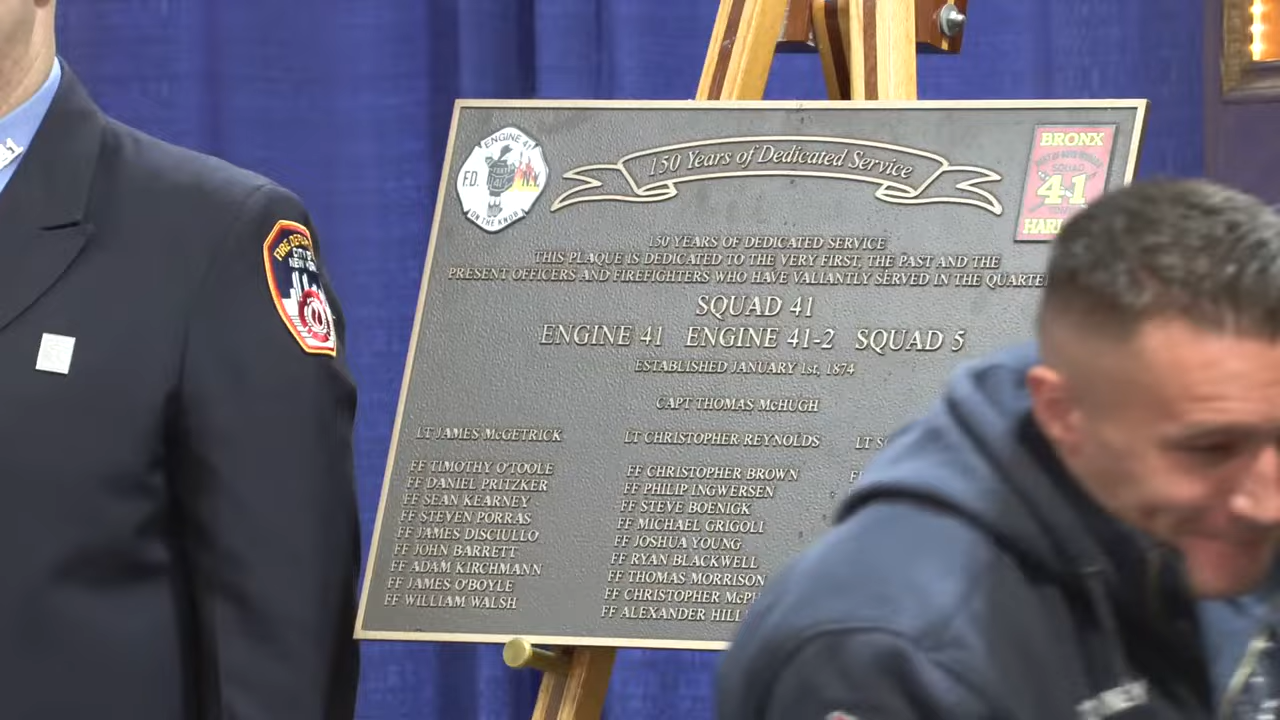 ENGINE 41
F.D. N.Y.
ON THE KNOB
150 Years of Dedicated Service
BRONX
SQUAD
41
150 YEARS OF DEDICATED SERVICE
THIS PLAQUE IS DEDICATED TO THE VERY FIRST, THE PAST AND THE
PRESENT OFFICERS AND FIREFIGHTERS WHO HAVE VALIANTLY SERVED IN THE
SQUAD 41
ENGINE 41 ENGINE 41-2 SQUAD 5
ESTABLISHED JANUARY 1st, 1874
CAPT THOMAS McHUGH
LT JAMES McGETRICK
FF TIMOTHY O'TOOLE
FF DANIEL PRITZKER
FF SEAN KEARNEY
FF STEVEN PORRAS
FF JAMES DISCIULLO
FF JOHN BARRETT
FF ADAM KIRCHMANN
FF JAMES O'BOYLE
FF WILLIAM WALSH
LT CHRISTOPHER REYNOLDS
FF CHRISTOPHER BROWN
FF PHILIP INGWERSEN
FF STEVE BOENIGK
FF MICHAEL GRIGOLI
FF JOSHUA YOUNG
FF RYAN BLACKWELL
FF THOMAS MORRISON
FF CHRISTOPHER
FF ALEXANDER HILL
LT
FIRE
CITY OF
NEW